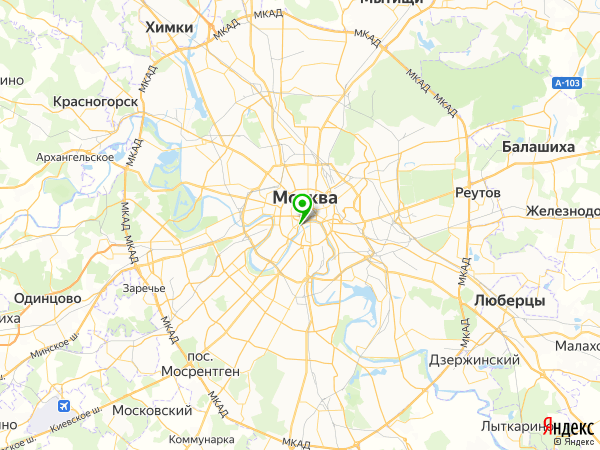 Мытищи
Химки
МКАД
МКАД
МКАД
А-103
Красногорск
МКАД
МКАД
Балашиха
МКАД
Архангельское
Москва
Реутов
Железнодо
МКАД
МКАД
Одинцово
Заречье
Люберцы
МКАД
МКАД
Минское ш.
Малахо
пос.
Мосрентген
Дзержинский
МКАД
Московский
Киевское ш.
Лыткарино
Коммунарка
МКАД
Яндекс
© Яндекс